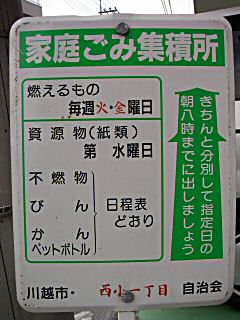 家庭ごみ集積所
燃えるもの
毎週火・金曜日
資源物(紙類)
第 水曜日
不燃物
びん
かん
ペットボトル
日程表
どおり
きちんと分別して指定日の
朝八時までに出しましょう
川越市・西小一丁目自治会